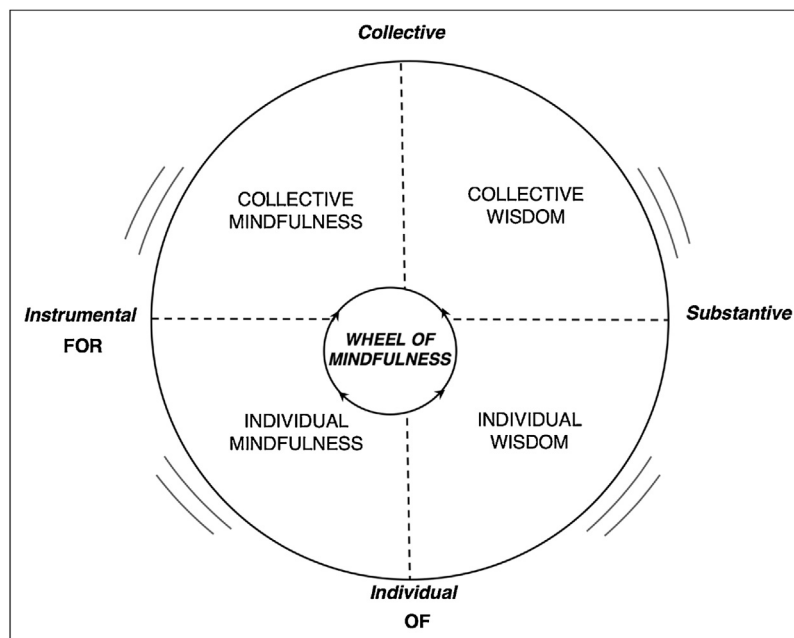 Collective
COLLECTIVE
MINDFULNESS
COLLECTIVE
WISDOM
Instrumental
FOR
Substantive
WHEEL OF
MINDFULNESS
INDIVIDUAL
MINDFULNESS
INDIVIDUAL
WISDOM
Individual
OF